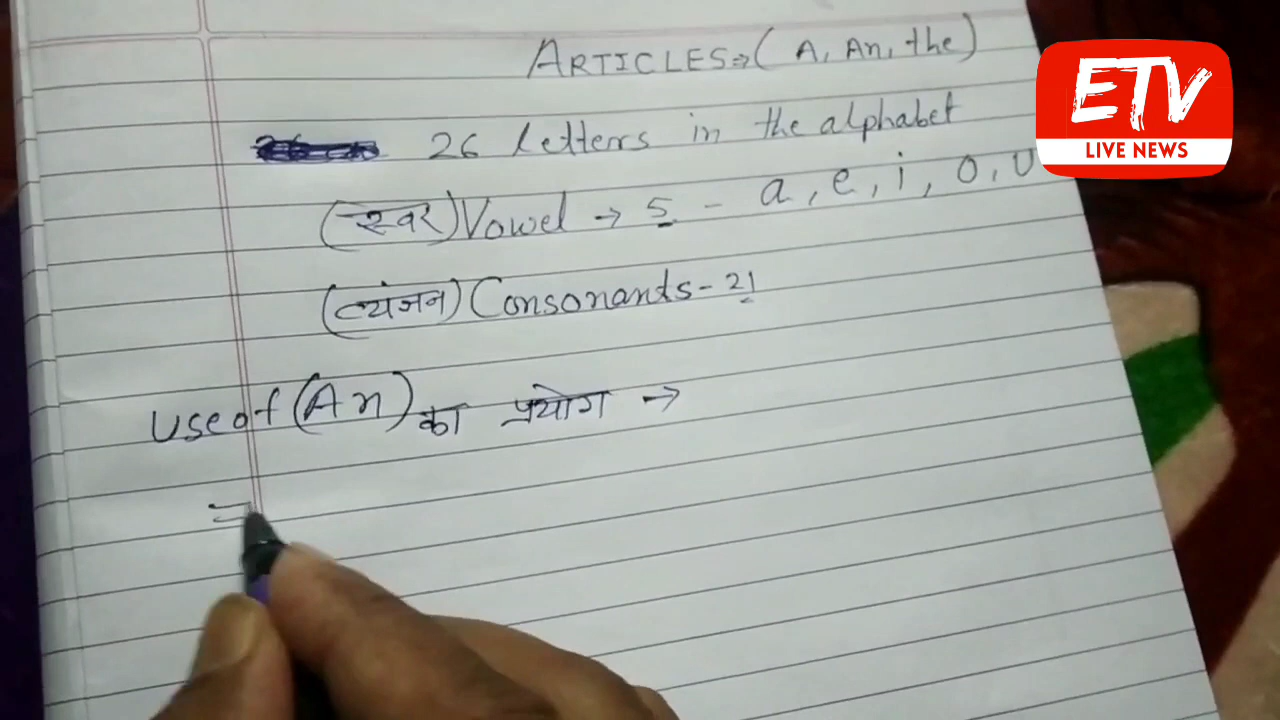 ARTICLES⇒( A, An, the)
26 letters in the alphabet
(स्वर) Vowel → 5 - a, e, i, o, u
(व्यंजन) Consonants - 21
Use of (An) का प्रयोग →
=
ETV
LIVE NEWS